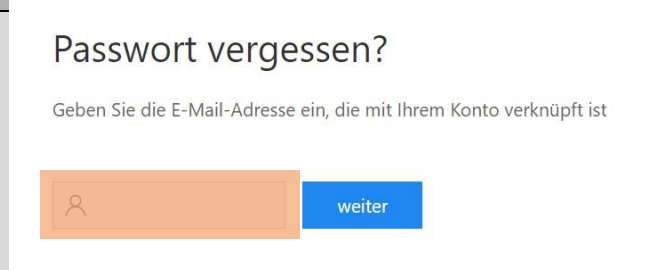 Passwort vergessen?
Geben Sie die E-Mail-Adresse ein, die mit Ihrem Konto verknüpft ist
weiter